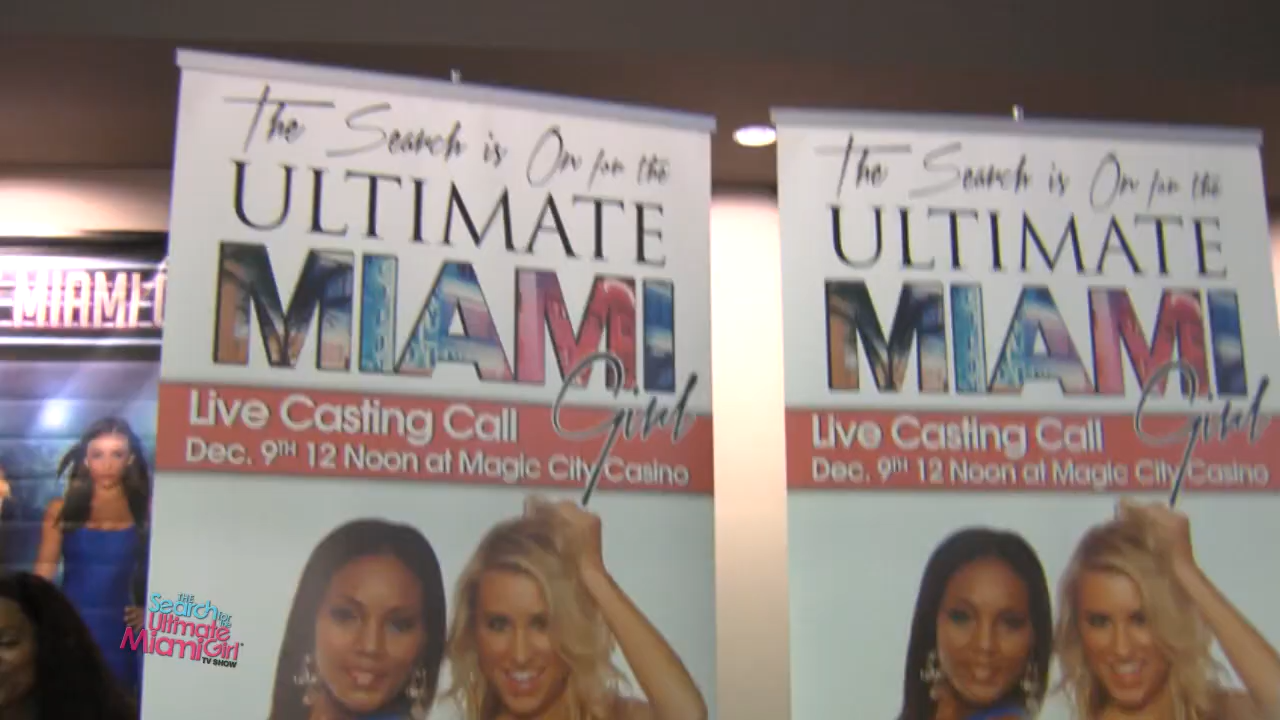 The Search is On for the
ULTIMATE
MIAMI
Girl
Live Casting Call
Dec. 9TH 12 Noon at Magic City Casino
The Search is On for the
ULTIMATE
MIAMI
Girl
Live Casting Call
Dec. 9TH 12 Noon at Magic City Casino
MIAMI
THE
Search for
the
Ultimate
Miami Girl
TV SHOW